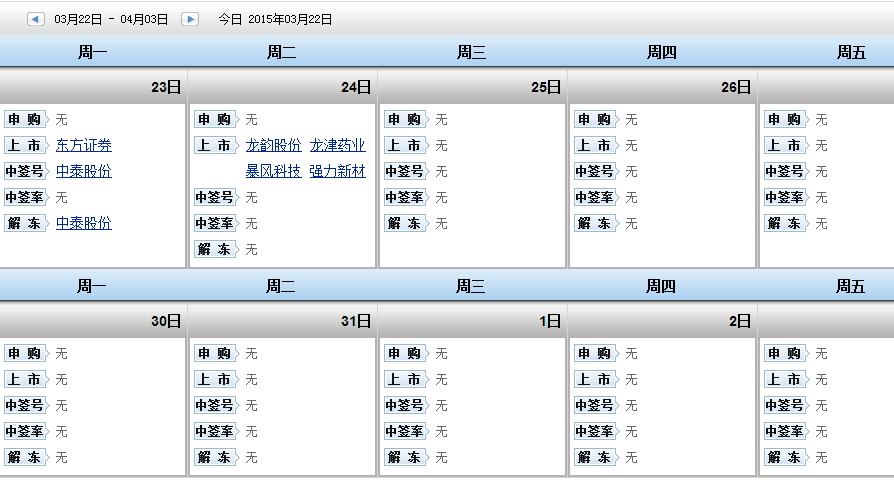 03月22日 - 04月03日 今日 2015年03月22日
周一 周二 周三 周四 周五
23日 24日 25日 26日
申购 无 申购 无 申购 无 申购 无 申购 无
上市 东方证券 上市 龙韵股份 龙津药业 上市 无 上市 无 上市 无
中签号 中泰股份 暴风科技 强力新材 中签号 无 中签号 无 中签号 无
中签率 无 中签号 无 中签率 无 中签率 无 中签率 无
解冻 中泰股份 中签率 无 解冻 无 解冻 无 解冻 无
解冻 无
周一 周二 周三 周四 周五
30日 31日 1日 2日
申购 无 申购 无 申购 无 申购 无 申购 无
上市 无 上市 无 上市 无 上市 无 上市 无
中签号 无 中签号 无 中签号 无 中签号 无 中签号 无
中签率 无 中签率 无 中签率 无 中签率 无 中签率 无
解冻 无 解冻 无 解冻 无 解冻 无 解冻 无